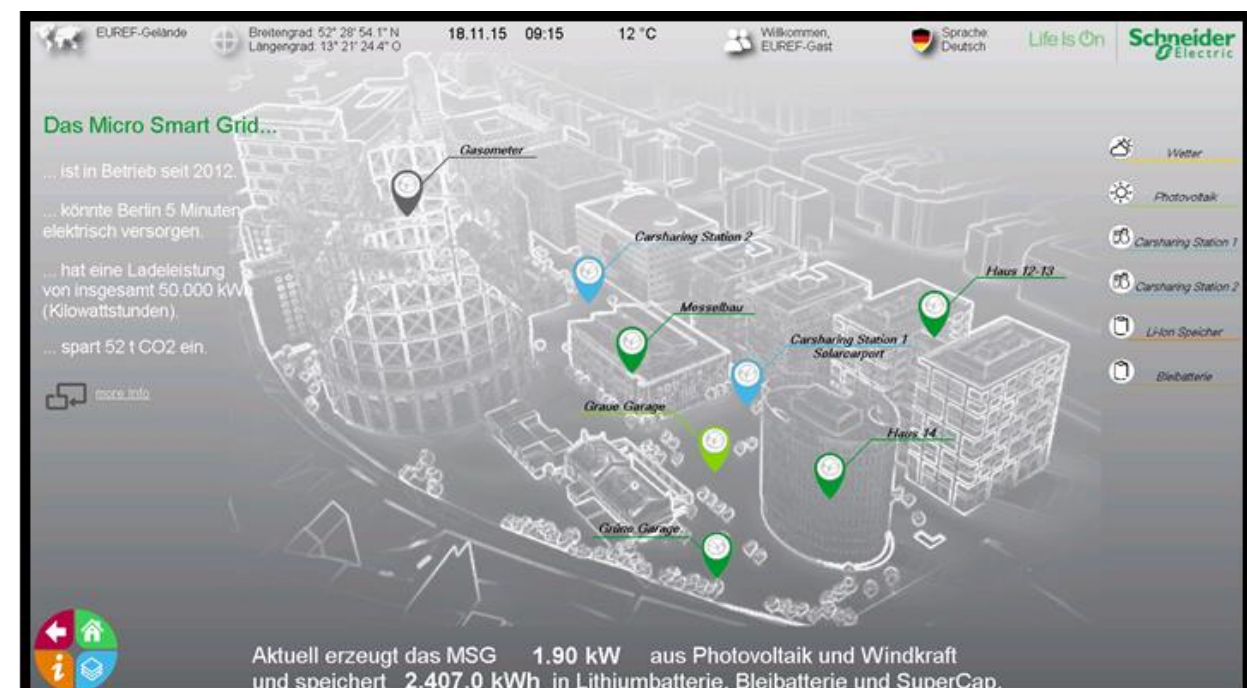 EUREF-Gelände
Breitengrad: 52° 28' 54.1" N
Längengrad: 13° 21' 24.4" O
18.11.15 09:15
12 °C
Willkommen,
EUREF-Gast
Sprache:
Deutsch
Life Is On
Schneider
Electric
Das Micro Smart Grid...
... ist in Betrieb seit 2012.
... könnte Berlin 5 Minuten
elektrisch versorgen.
... hat eine Ladeleistung
von insgesamt 50.000 kWh
(Kilowattstunden).
... spart 52 t CO2 ein.
more info
Gasometer
Carsharing Station 2
Messelbau
Haus 12-13
Carsharing Station 1
Solarcarport
Graue Garage
Haus 14
Grüne Garage
Wetter
Photovoltaik
Carsharing Station 1
Carsharing Station 2
Li-Ion Speicher
Bleibatterie
i
Aktuell erzeugt das MSG 1.90 kW aus Photovoltaik und Windkraft
und speichert 2,407.0 kWh in Lithiumbatterie, Bleibatterie und SuperCap.